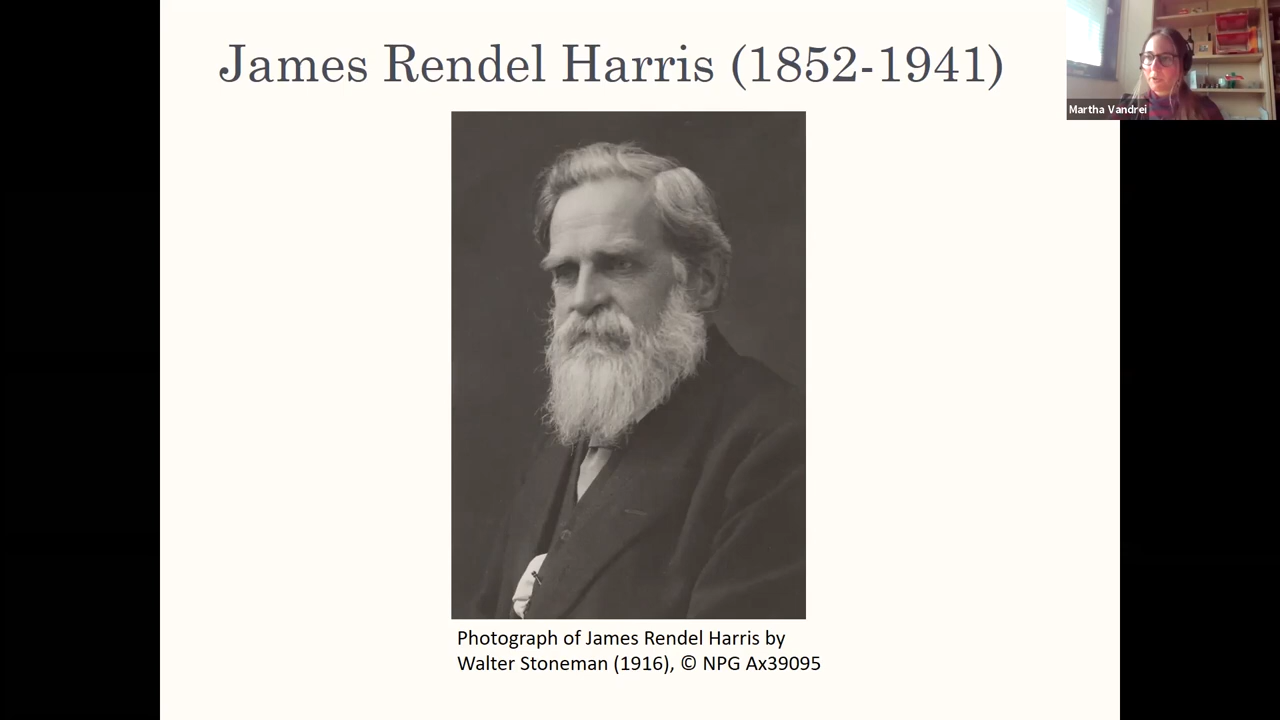 James Rendel Harris (1852-1941)
Martha Vandrei
Photograph of James Rendel Harris by
Walter Stoneman (1916), © NPG Ax39095